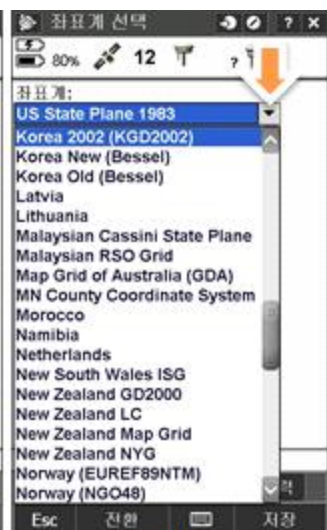 좌표계 선택
? ×
80% 12 ?
좌표계:
US State Plane 1983
Korea 2002 (KGD2002)
Korea New (Bessel)
Korea Old (Bessel)
Latvia
Lithuania
Malaysian Cassini State Plane
Malaysian RSO Grid
Map Grid of Australia (GDA)
MN County Coordinate System
Morocco
Namibia
Netherlands
New South Wales ISG
New Zealand GD2000
New Zealand LC
New Zealand Map Grid
New Zealand NYG
Norway (EUREF89NTM)
Norway (NGO48)
Esc 전환 저장